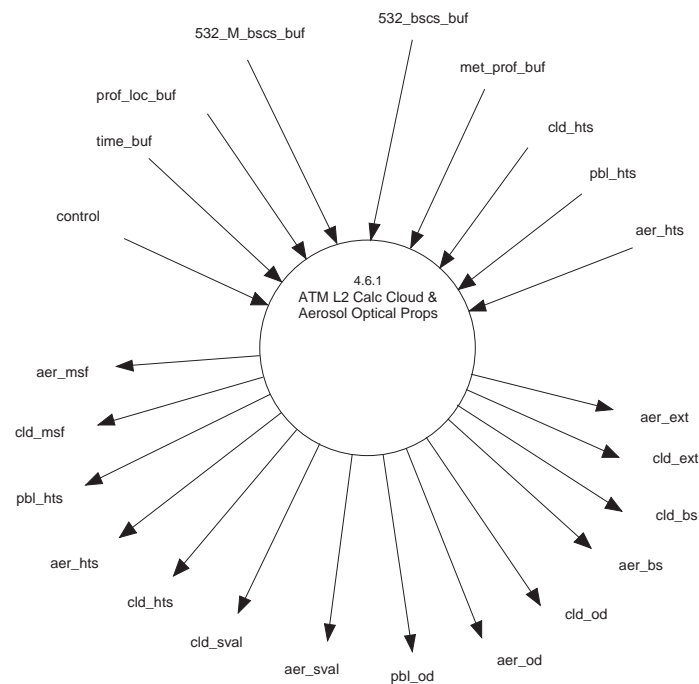 532_bscs_buf
532_M_bscs_buf
met_prof_buf
prof_loc_buf
cld_hts
time_buf
pbl_hts
control
aer_hts
4.6.1
ATM L2 Calc Cloud &
Aerosol Optical Props
aer_msf
aer_ext
cld_msf
cld_ext
pbl_hts
cld_bs
aer_hts
aer_bs
cld_hts
cld_od
cld_sval
aer_od
aer_sval
pbl_od